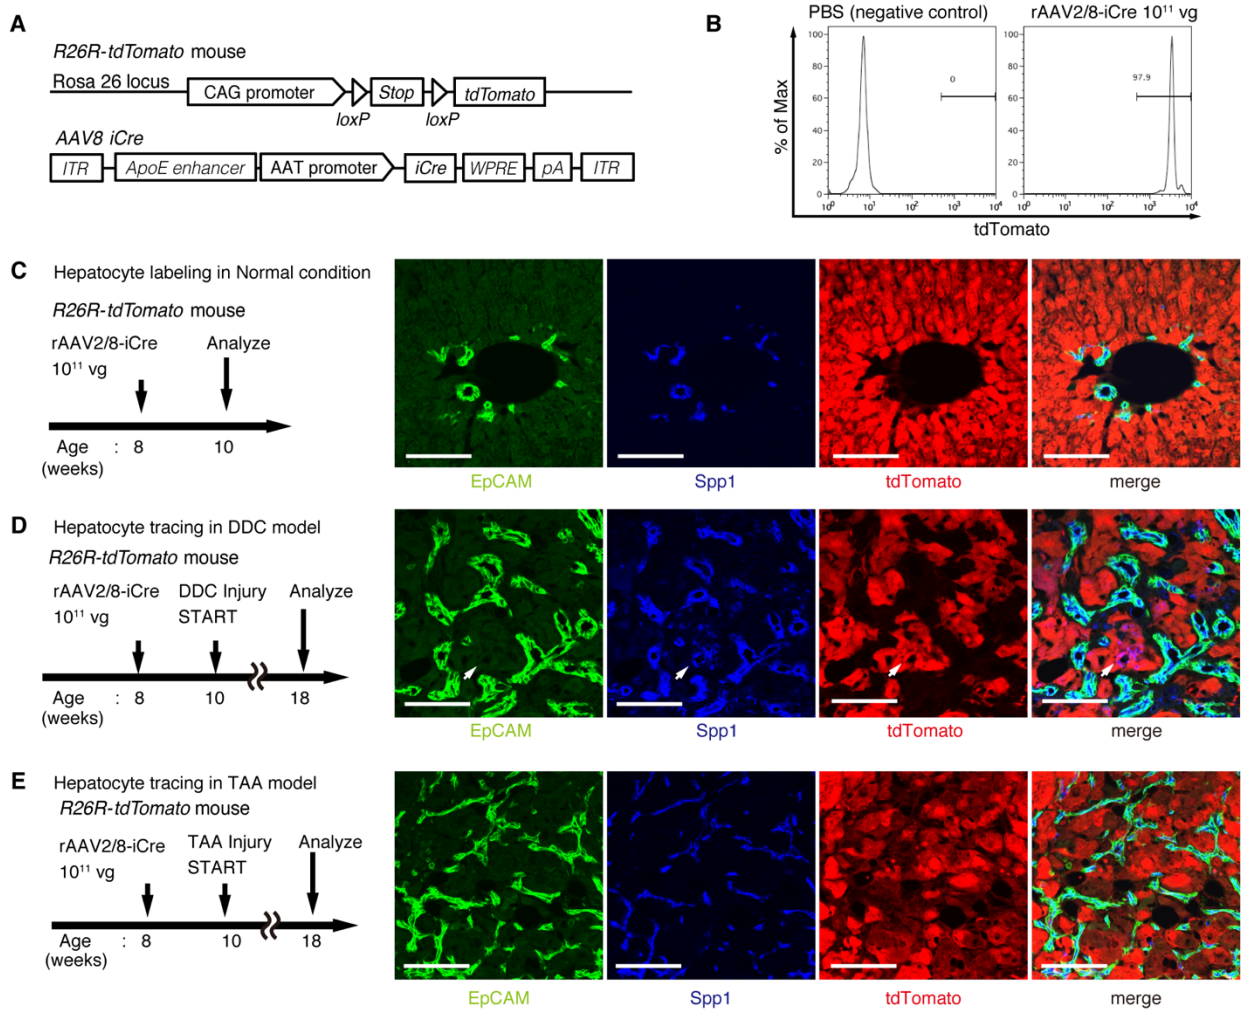 A
R26R-tdTomato mouse
Rosa 26 locus
CAG promoter
Stop
tdTomato
loxP
loxP
AAV8 iCre
ITR
ApoE enhancer
AAT promoter
iCre
WPRE
pA
ITR
B
PBS (negative control)
rAAV2/8-iCre 10¹¹ vg
% of Max
100
80
60
40
20
0
0
10⁰
10¹
10²
10³
10⁴
100
80
60
40
20
0
97.9
10⁰
10¹
10²
10³
10⁴
tdTomato
C
Hepatocyte labeling in Normal condition
R26R-tdTomato mouse
rAAV2/8-iCre
10¹¹ vg
Analyze
Age
(weeks)
: 8
10
EpCAM
Spp1
tdTomato
merge
D
Hepatocyte tracing in DDC model
R26R-tdTomato mouse
rAAV2/8-iCre
10¹¹ vg
DDC Injury
START
Analyze
Age
(weeks)
: 8
10
18
EpCAM
Spp1
tdTomato
merge
E
Hepatocyte tracing in TAA model
R26R-tdTomato mouse
rAAV2/8-iCre
10¹¹ vg
TAA Injury
START
Analyze
Age
(weeks)
: 8
10
18
EpCAM
Spp1
tdTomato
merge